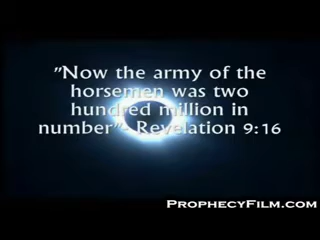 "Now the army of the
horsemen was two
hundred million in
number"- Revelation 9:16
PROPHECYFILM.COM